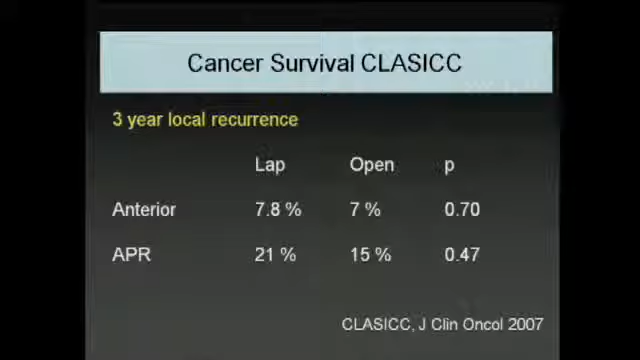 Cancer Survival CLASICC
3 year local recurrence
Lap Open p
Anterior 7.8 % 7 % 0.70
APR 21 % 15 % 0.47
CLASICC, J Clin Oncol 2007